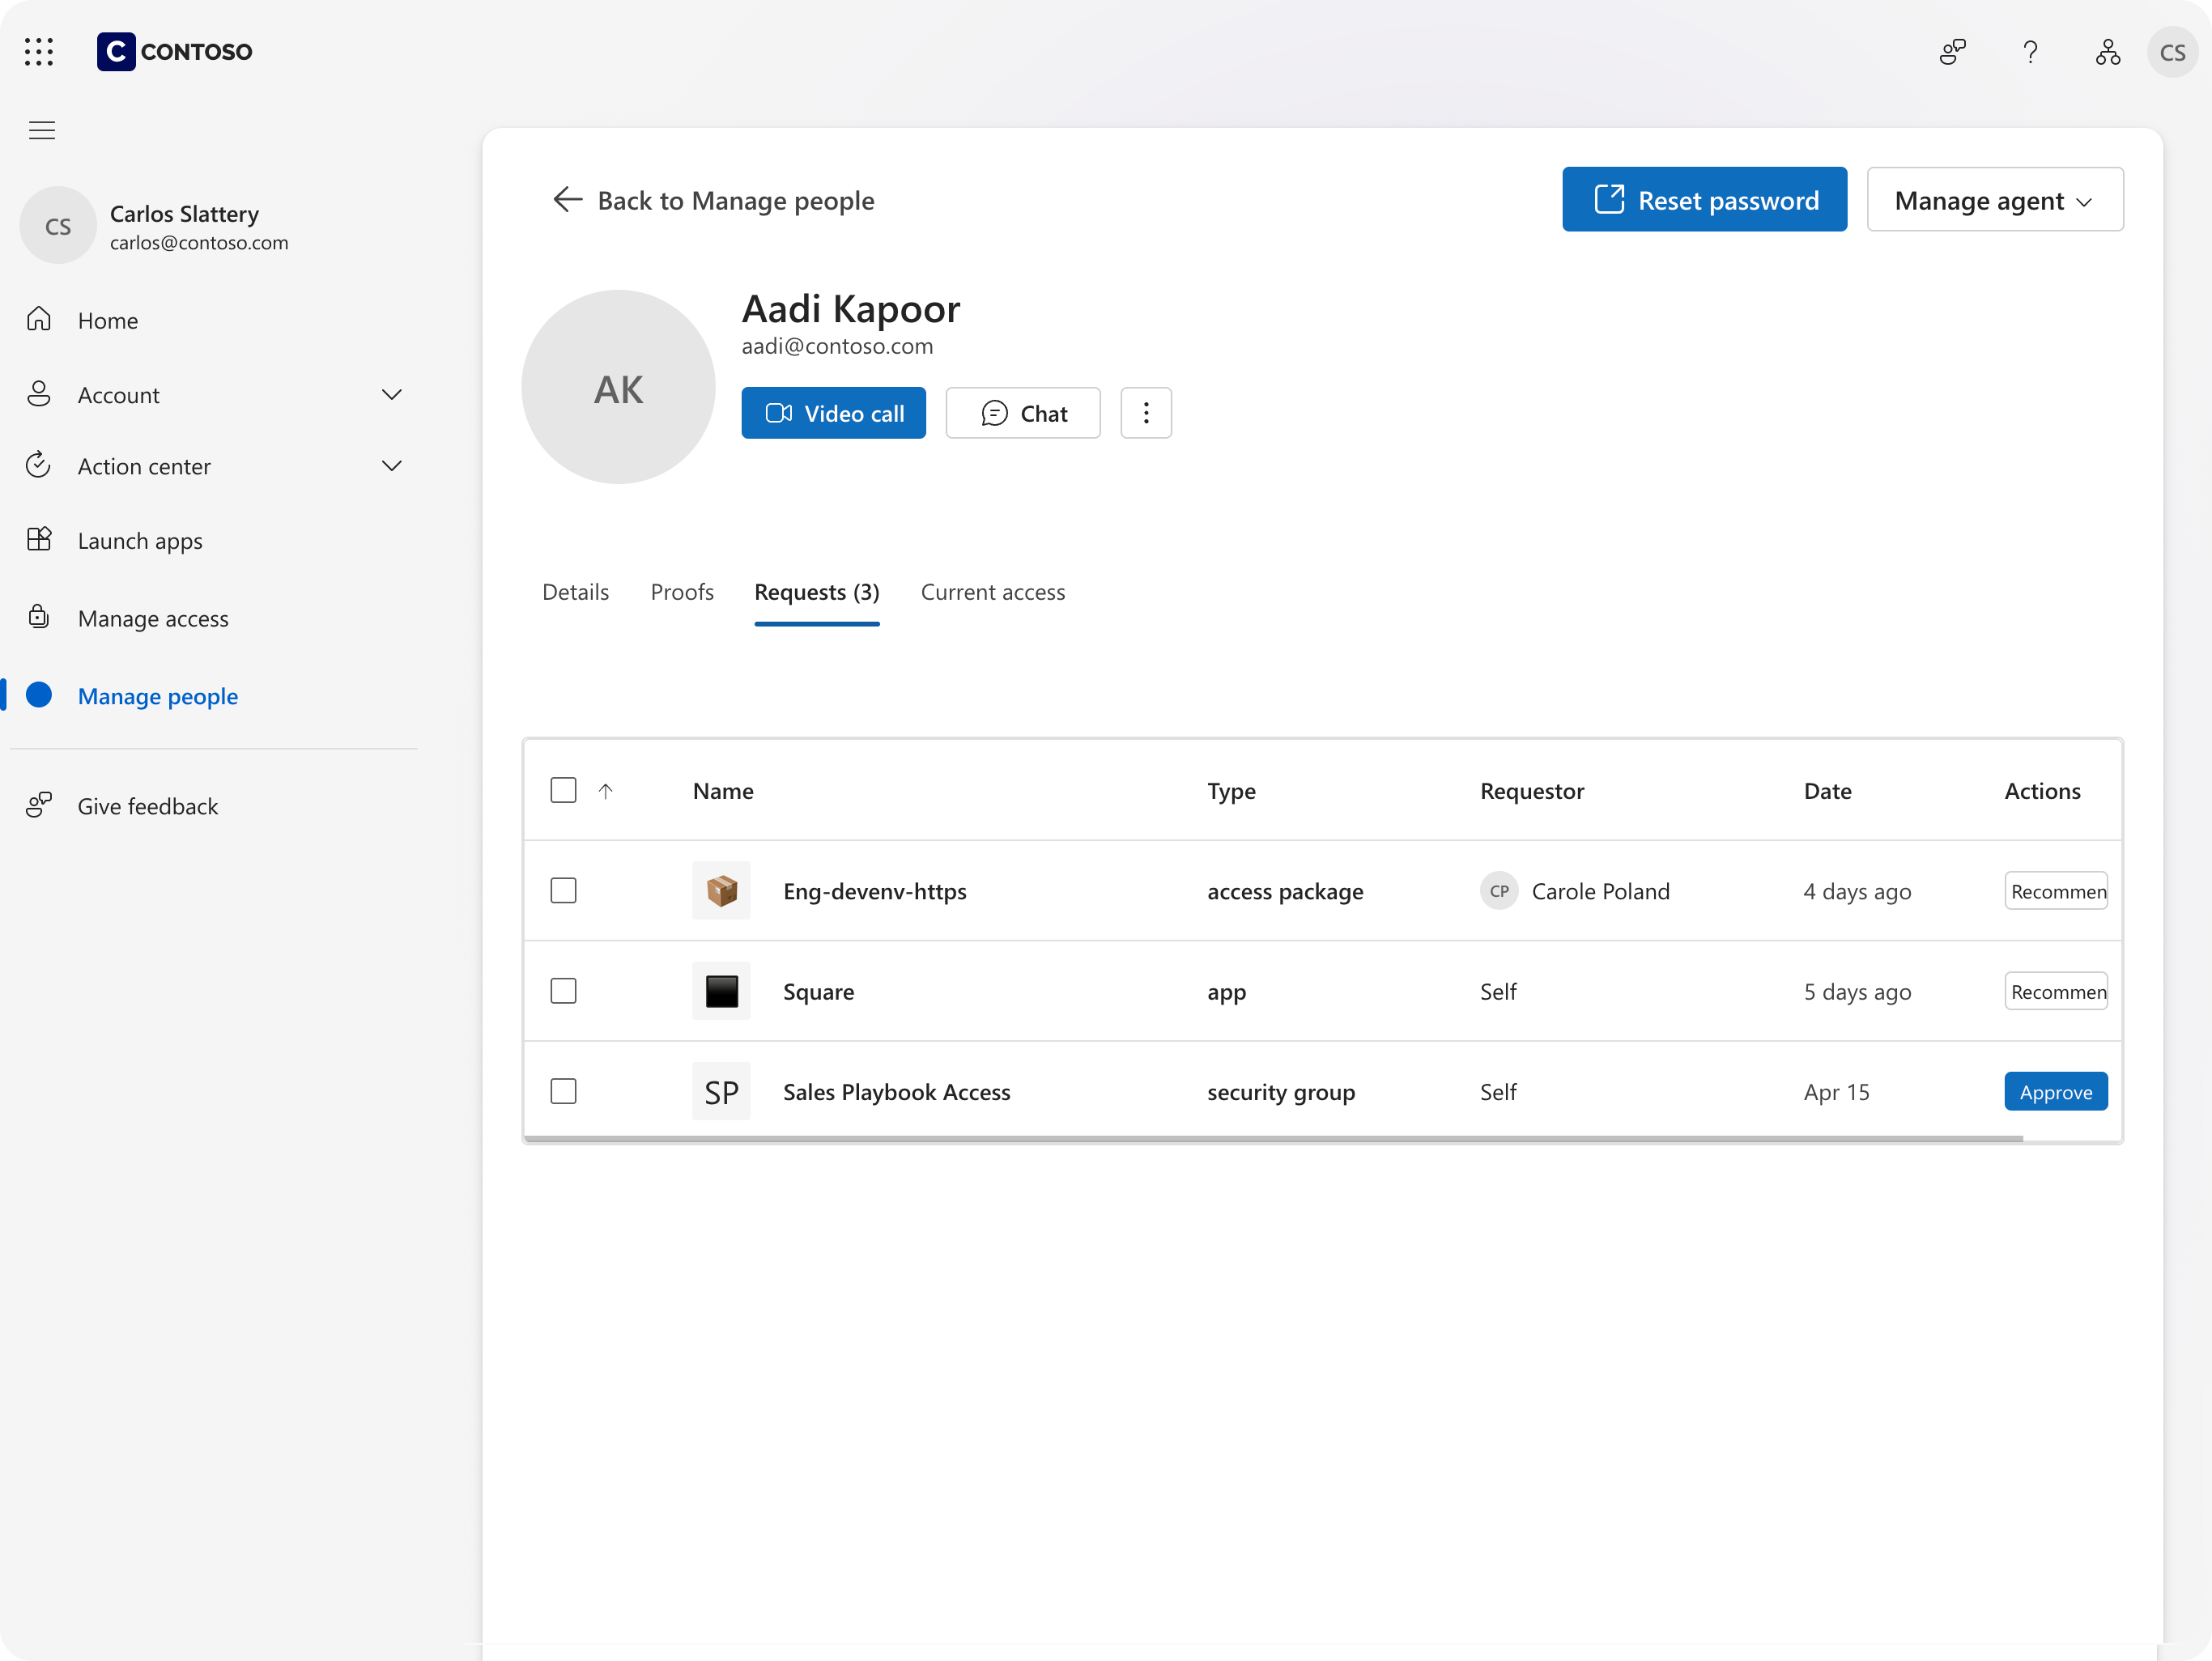 C CONTOSO
CS
CS
Carlos Slattery
carlos@contoso.com
Home
Account
Action center
Launch apps
Manage access
Manage people
Give feedback
Back to Manage people
Reset password
Manage agent
AK
Aadi Kapoor
aadi@contoso.com
Video call
Chat
Details Proofs Requests (3) Current access
Name Type Requestor Date Actions
Eng-devenv-https access package CP Carole Poland 4 days ago Recommen
Square app Self 5 days ago Recommen
SP Sales Playbook Access security group Self Apr 15 Approve